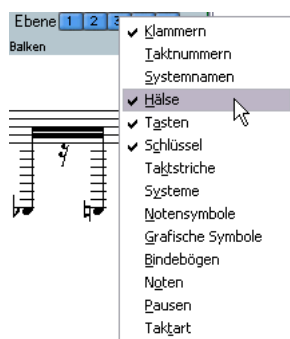 Ebene 1 2 3
Balken
Klammern
Taktnummern
Systemnamen
Hälse
Tasten
Schlüssel
Taktstriche
Systeme
Notensymbole
Grafische Symbole
Bindebögen
Noten
Pausen
Taktart